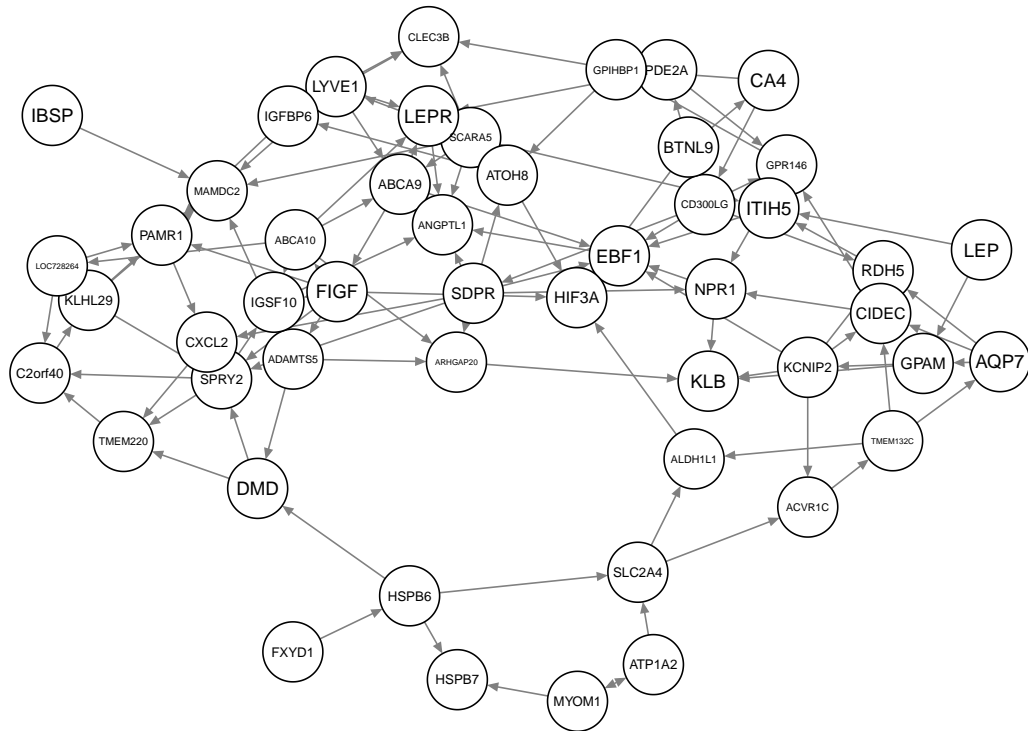 CLEC3B
GPIHBP1
PDE2A
CA4
LYVE1
IBSP
IGFBP6
LEPR
SCARA5
BTNL9
GPR146
ATOH8
ABCA9
MAMDC2
CD300LG
ITIH5
ANGPTL1
PAMR1
ABCA10
LEP
EBF1
LOC728264
RDH5
KLHL29
IGSF10
FIGF
SDPR
HIF3A
NPR1
CIDEC
CXCL2
C2orf40
SPRY2
ADAMTS5
ARHGAP20
KLB
KCNIP2
GPAM
AQP7
TMEM220
TMEM132C
ALDH1L1
DMD
ACVR1C
SLC2A4
HSPB6
FXYD1
ATP1A2
HSPB7
MYOM1